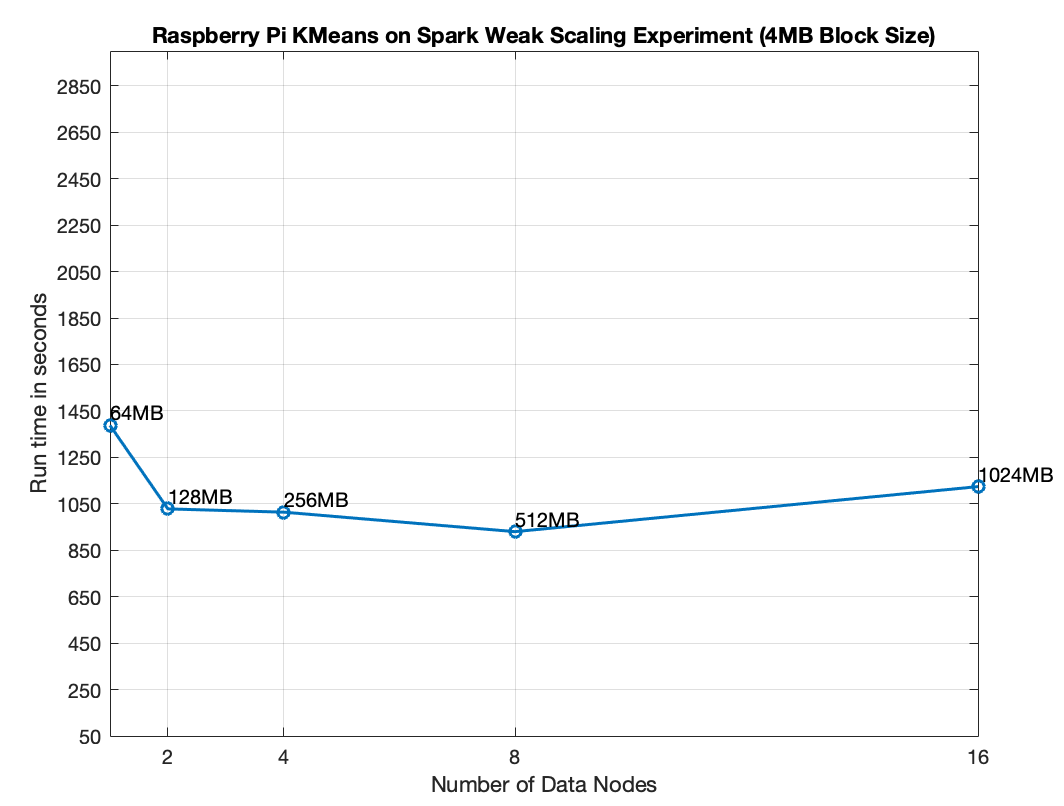 Raspberry Pi KMeans on Spark Weak Scaling Experiment (4MB Block Size)
2850
2650
2450
2250
2050
1850
1650
1450
1250
1050
850
650
450
250
50
Run time in seconds
64MB
128MB
256MB
512MB
1024MB
2
4
8
16
Number of Data Nodes